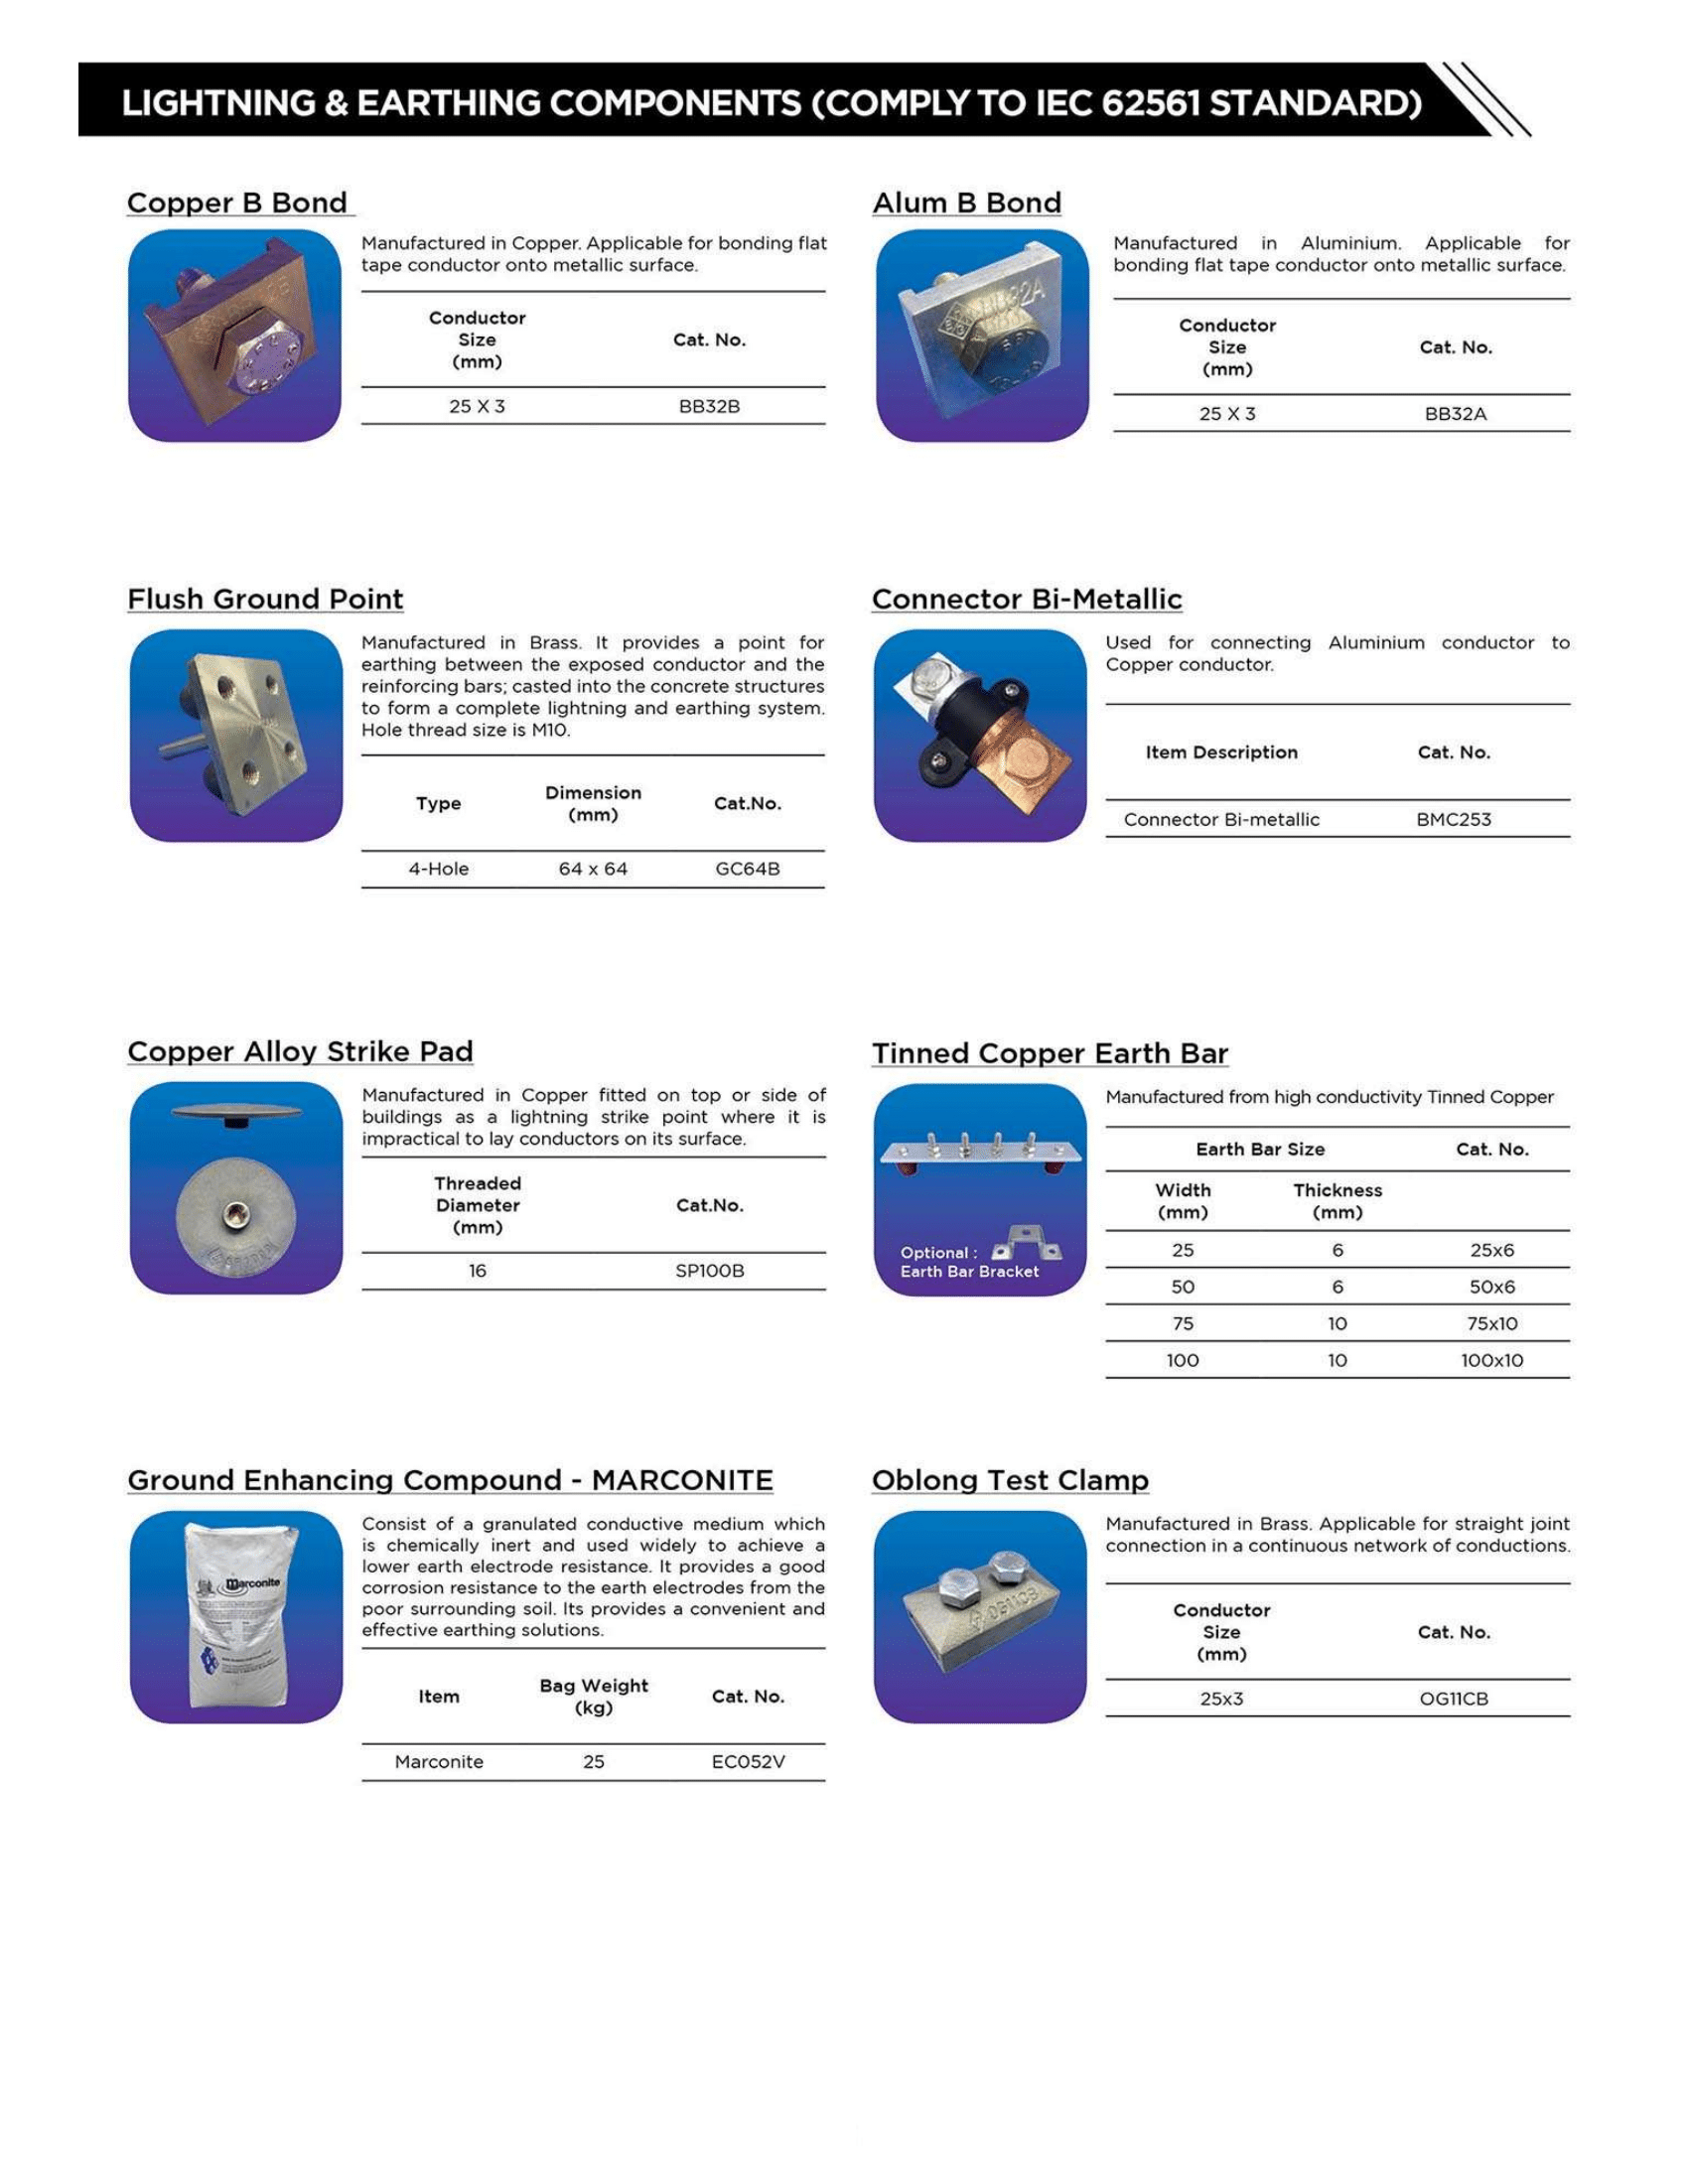 LIGHTNING & EARTHING COMPONENTS (COMPLY TO IEC 62561 STANDARD)
Copper B Bond
Manufactured in Copper. Applicable for bonding flat
tape conductor onto metallic surface.
Conductor
Size
(mm)
Cat. No.
25 X 3
BB32B
Alum B Bond
Manufactured in Aluminium. Applicable for
bonding flat tape conductor onto metallic surface.
Conductor
Size
(mm)
Cat. No.
25 X 3
BB32A
Flush Ground Point
Manufactured in Brass. It provides a point for
earthing between the exposed conductor and the
reinforcing bars; casted into the concrete structures
to form a complete lightning and earthing system.
Hole thread size is M10.
Type
Dimension
(mm)
Cat.No.
4-Hole
64 x 64
GC64B
Connector Bi-Metallic
Used for connecting Aluminium conductor to
Copper conductor.
Item Description
Cat. No.
Connector Bi-metallic
BMC253
Copper Alloy Strike Pad
Manufactured in Copper fitted on top or side of
buildings as a lightning strike point where it is
impractical to lay conductors on its surface.
Threaded
Diameter
(mm)
Cat.No.
16
SP100B
Tinned Copper Earth Bar
Optional :
Earth Bar Bracket
Manufactured from high conductivity Tinned Copper
Earth Bar Size
Cat. No.
Width
(mm)
Thickness
(mm)
25 6 25x6
50 6 50x6
75 10 75x10
100 10 100x10
Ground Enhancing Compound - MARCONITE
marconite
Consist of a granulated conductive medium which
is chemically inert and used widely to achieve a
lower earth electrode resistance. It provides a good
corrosion resistance to the earth electrodes from the
poor surrounding soil. Its provides a convenient and
effective earthing solutions.
Item
Bag Weight
(kg)
Cat. No.
Marconite
25
EC052V
Oblong Test Clamp
Manufactured in Brass. Applicable for straight joint
connection in a continuous network of conductions.
Conductor
Size
(mm)
Cat. No.
25x3
OG11CB